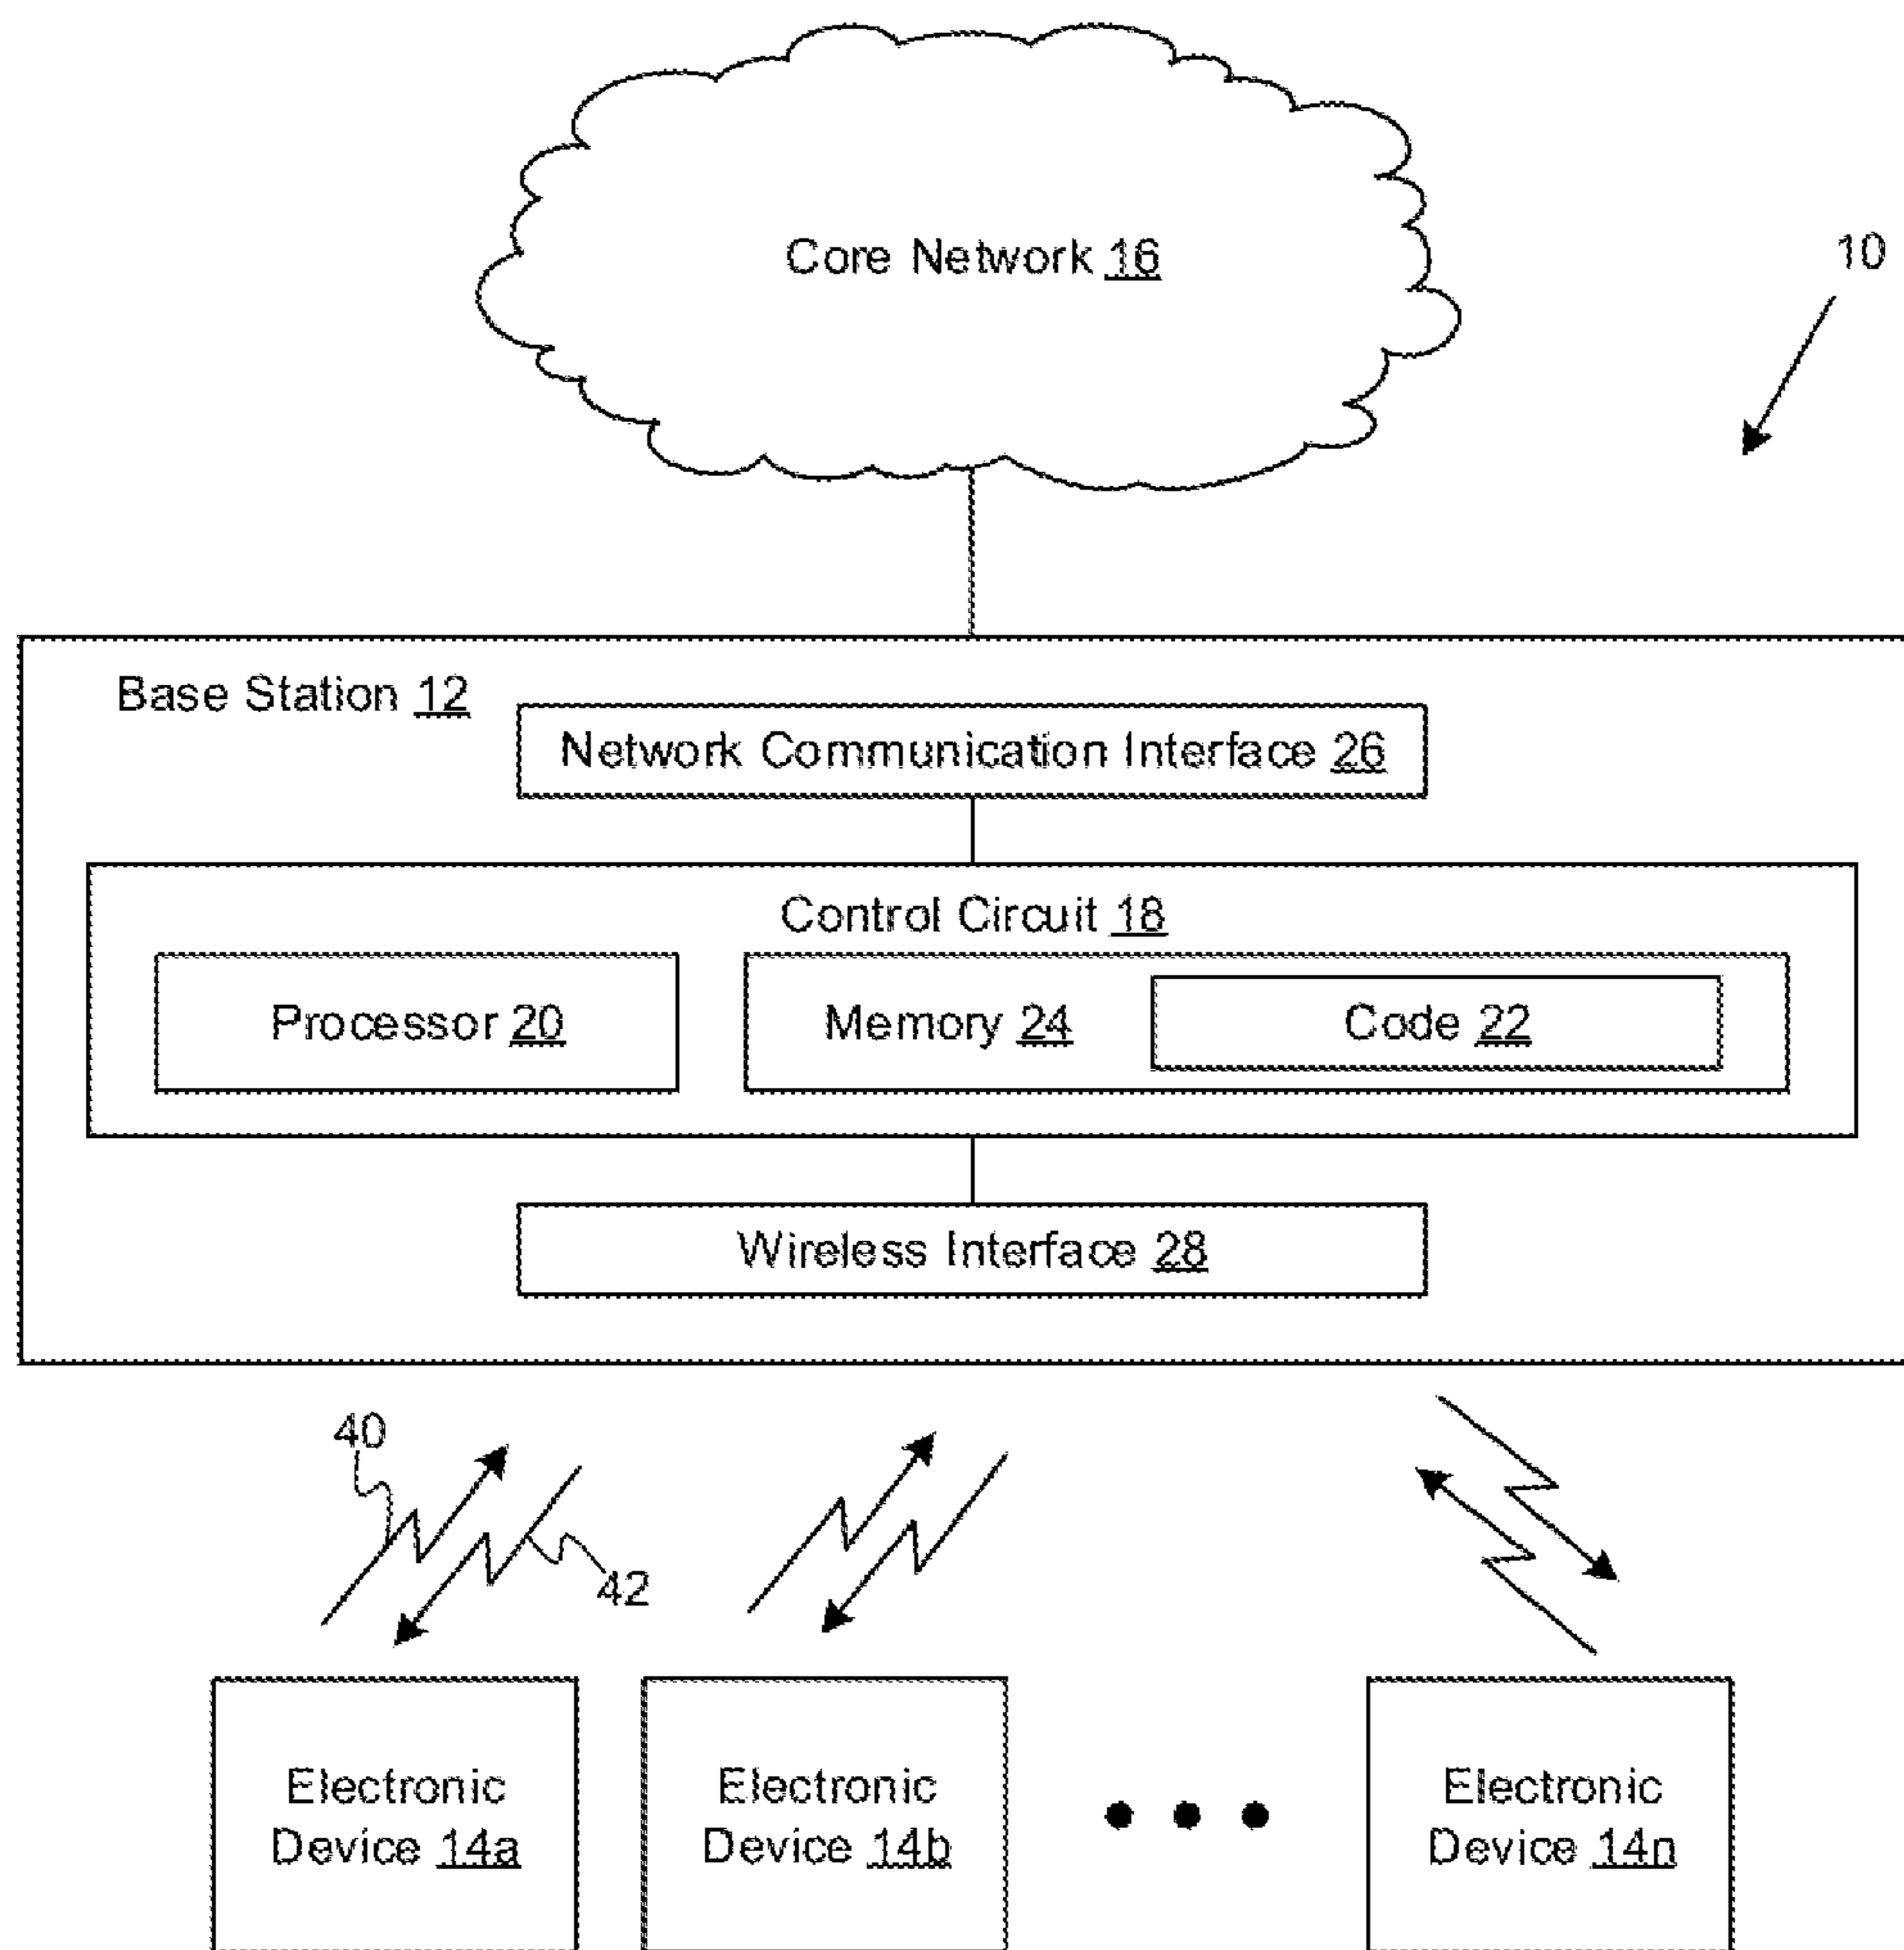 Core Network 16
10
Base Station 12
Network Communication Interface 26
Control Circuit 18
Processor 20
Memory 24
Code 22
Wireless Interface 28
40
42
Electronic
Device 14a
Electronic
Device 14b
Electronic
Device 14n